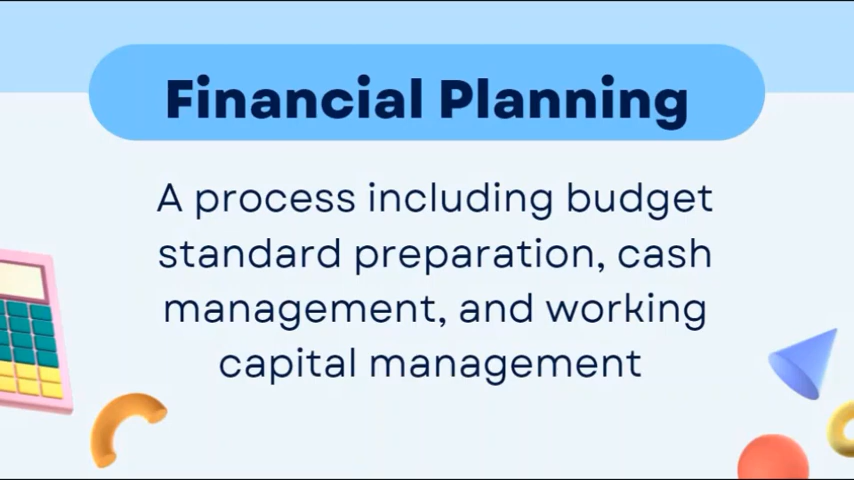 Financial Planning
A process including budget
standard preparation, cash
management, and working
capital management